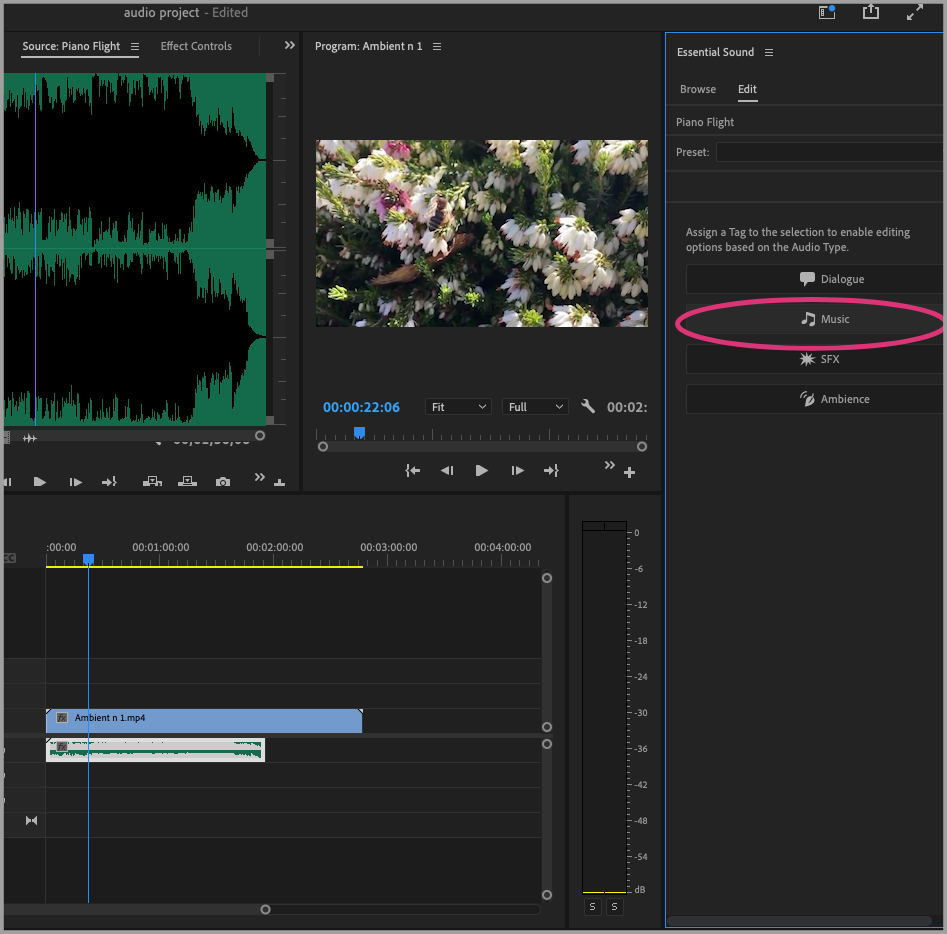 audio project - Edited
Source: Piano Flight
Effect Controls
Program: Ambient n 1
Essential Sound
Browse
Edit
Piano Flight
Preset:
Assign a Tag to the selection to enable editing
options based on the Audio Type.
Dialogue
Music
SFX
Ambience
00:00:22:06
Fit
Full
00:02:
:00:00
00:01:00:00
00:02:00:00
00:03:00:00
00:04:00:00
fx
Ambient n 1.mp4
fx
0
-6
-12
-18
-24
-30
-36
-42
-48
-54
dB
S
S